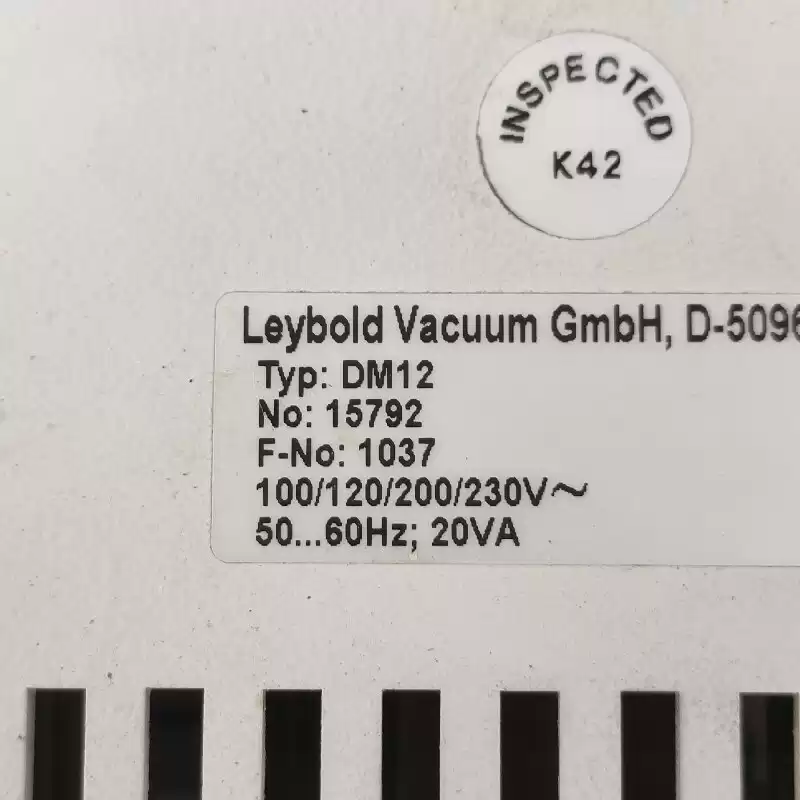 INSPECTED
K42
Leybold Vacuum GmbH, D-5096
Typ: DM12
No: 15792
F-No: 1037
100/120/200/230V~
50...60Hz; 20VA